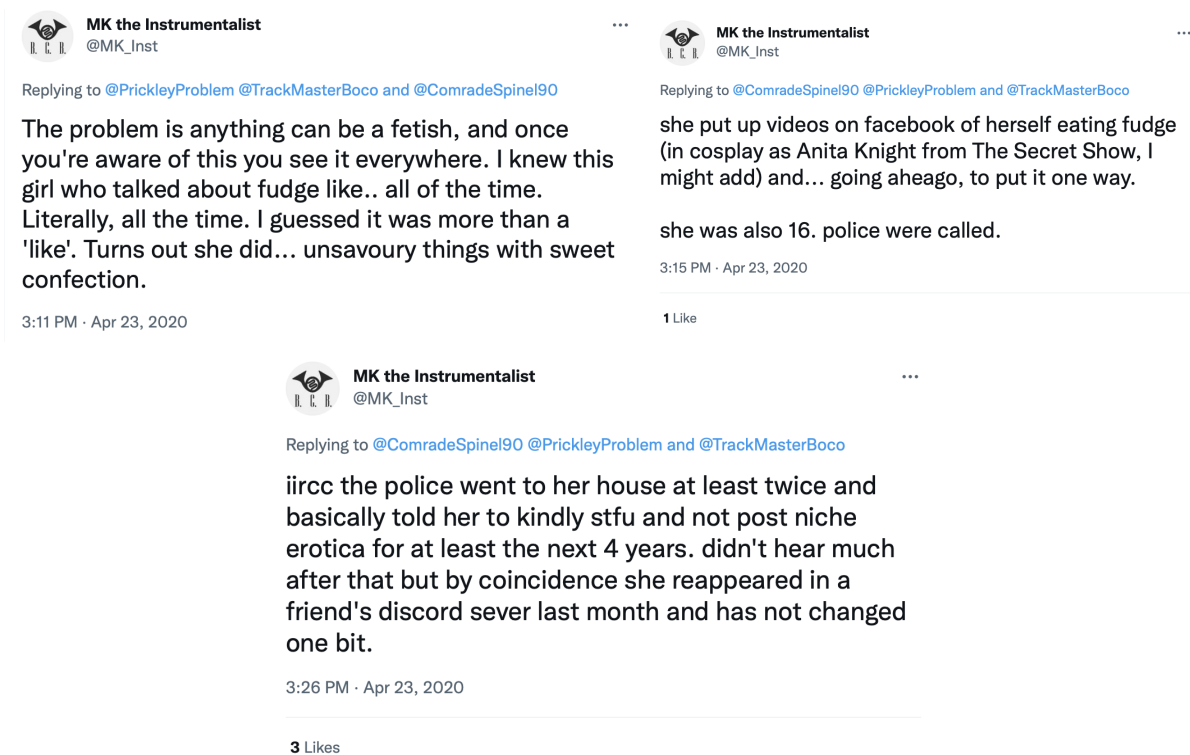 MK the Instrumentalist
@MK_Inst
Replying to @PrickleyProblem @TrackMasterBoco and @ComradeSpinel90
The problem is anything can be a fetish, and once
you're aware of this you see it everywhere. I knew this
girl who talked about fudge like.. all of the time.
Literally, all the time. I guessed it was more than a
'like'. Turns out she did... unsavoury things with sweet
confection.
3:11 PM · Apr 23, 2020
MK the Instrumentalist
@MK_Inst
Replying to @ComradeSpinel90 @PrickleyProblem and @TrackMasterBoco
she put up videos on facebook of herself eating fudge
(in cosplay as Anita Knight from The Secret Show, I
might add) and... going aheago, to put it one way.
she was also 16. police were called.
3:15 PM · Apr 23, 2020
1 Like
MK the Instrumentalist
@MK_Inst
Replying to @ComradeSpinel90 @PrickleyProblem and @TrackMasterBoco
iircc the police went to her house at least twice and
basically told her to kindly stfu and not post niche
erotica for at least the next 4 years. didn't hear much
after that but by coincidence she reappeared in a
friend's discord sever last month and has not changed
one bit.
3:26 PM · Apr 23, 2020
3 Likes